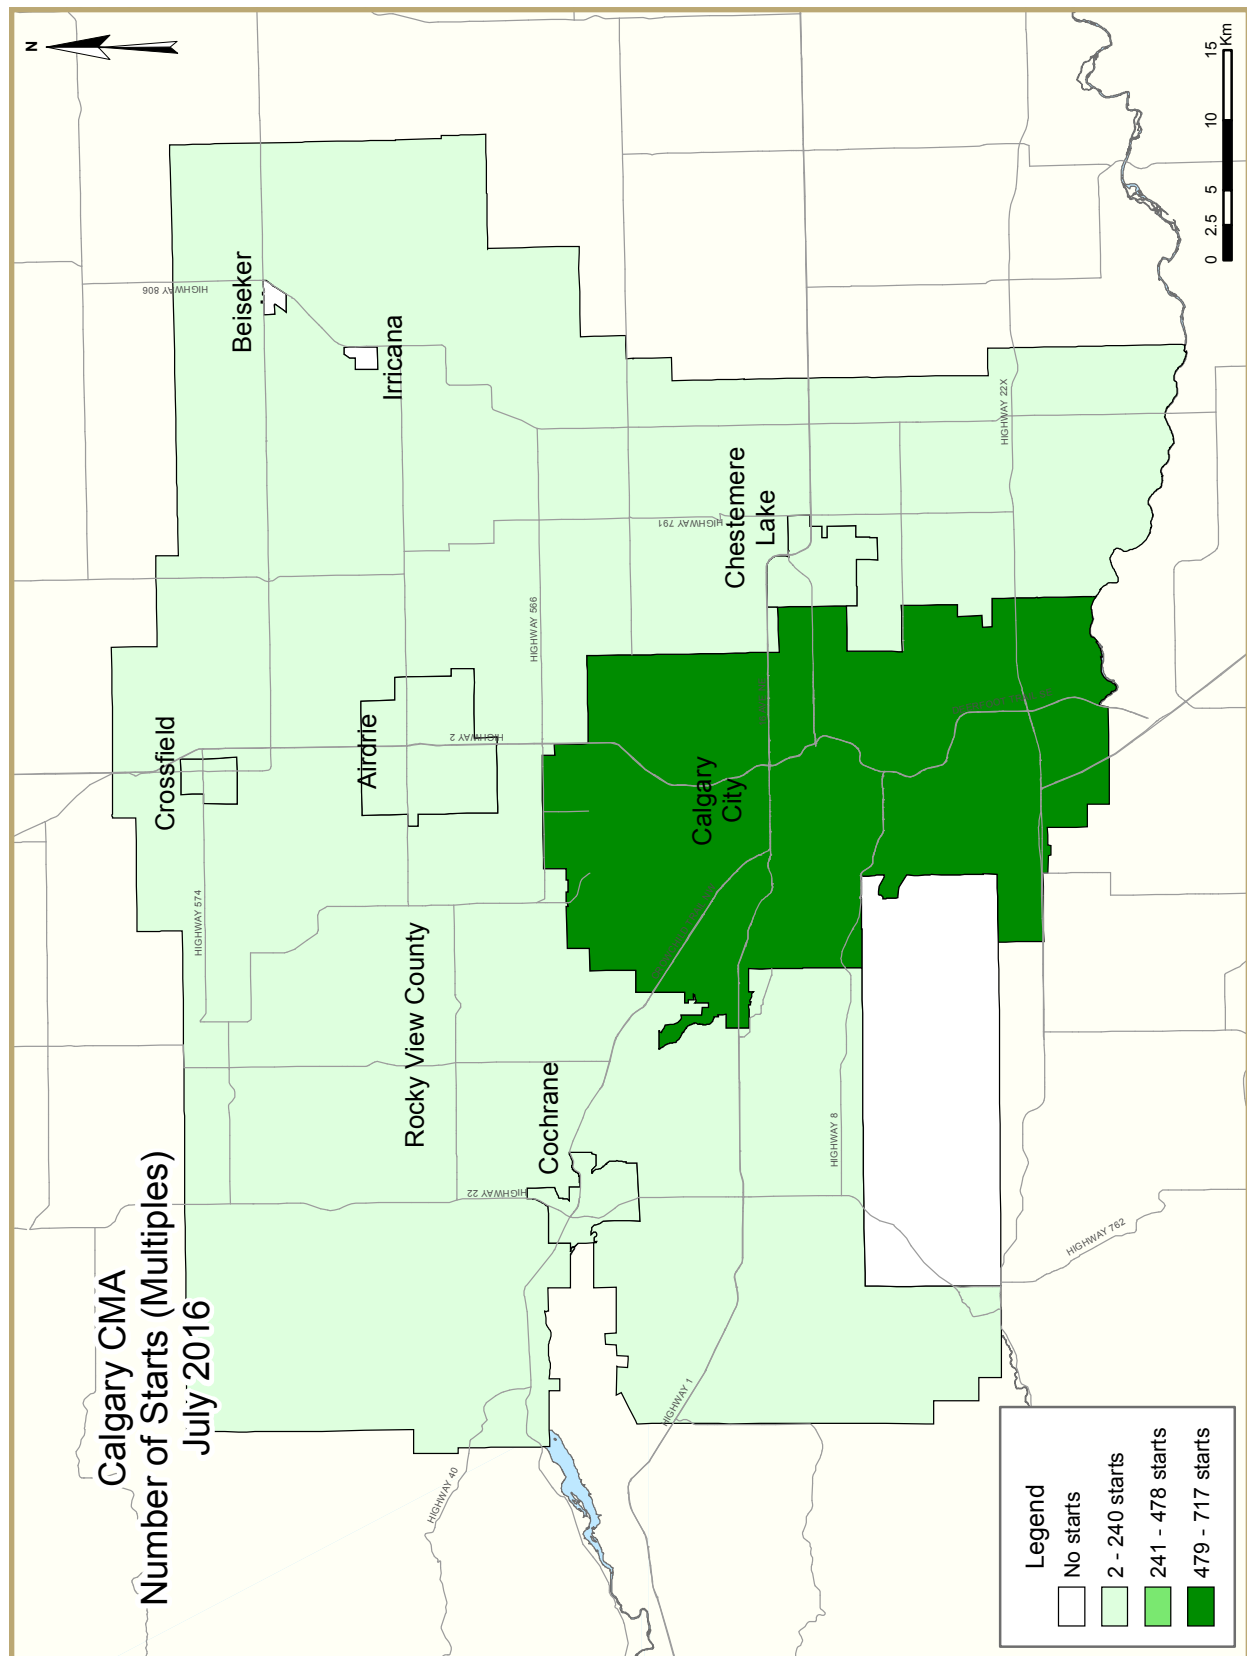 Calgary CMA
Number of Starts (Multiples)
July 2016
N
Crossfield
Airdrie
Beiseker
Irricana
Rocky View County
Cochrane
Calgary
City
Chestemere
Lake
HIGHWAY 806
HIGHWAY 574
HIGHWAY 2
HIGHWAY 566
HIGHWAY 791
HIGHWAY 22
HIGHWAY 40
HIGHWAY 1
HIGHWAY 8
HIGHWAY 22X
HIGHWAY 762
Legend
No starts
2 - 240 starts
241 - 478 starts
479 - 717 starts
0 2.5 5 10 15
Km